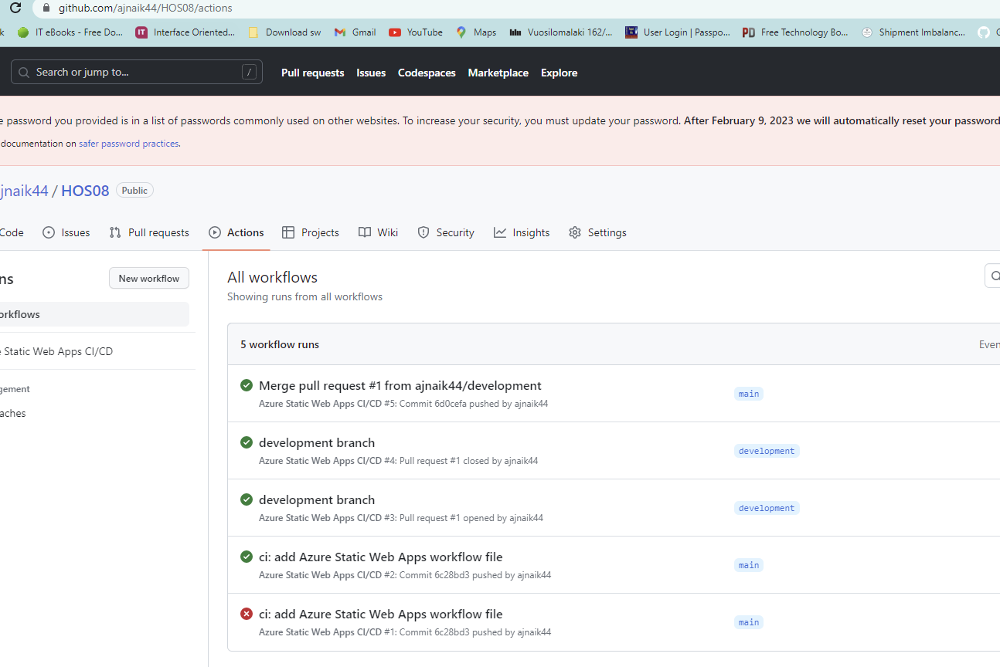 github.com/ajnaik44/HOS08/actions
k IT eBooks - Free Do... Interface Oriented... Download sw Gmail YouTube Maps Vuosilomalaki 162/... User Login | Passpo... Free Technology Bo... Shipment Imbalanc...
Search or jump to... / Pull requests Issues Codespaces Marketplace Explore
e password you provided is in a list of passwords commonly used on other websites. To increase your security, you must update your password. After February 9, 2023 we will automatically reset your password
documentation on safer password practices.
jnaik44 / HOS08 Public
Code Issues Pull requests Actions Projects Wiki Security Insights Settings
ns New workflow
orkflows
e Static Web Apps CI/CD
gement
aches
All workflows
Showing runs from all workflows
5 workflow runs Even
Merge pull request #1 from ajnaik44/development main
Azure Static Web Apps CI/CD #5: Commit 6d0cefa pushed by ajnaik44
development branch development
Azure Static Web Apps CI/CD #4: Pull request #1 closed by ajnaik44
development branch development
Azure Static Web Apps CI/CD #3: Pull request #1 opened by ajnaik44
ci: add Azure Static Web Apps workflow file main
Azure Static Web Apps CI/CD #2: Commit 6c28bd3 pushed by ajnaik44
ci: add Azure Static Web Apps workflow file main
Azure Static Web Apps CI/CD #1: Commit 6c28bd3 pushed by ajnaik44